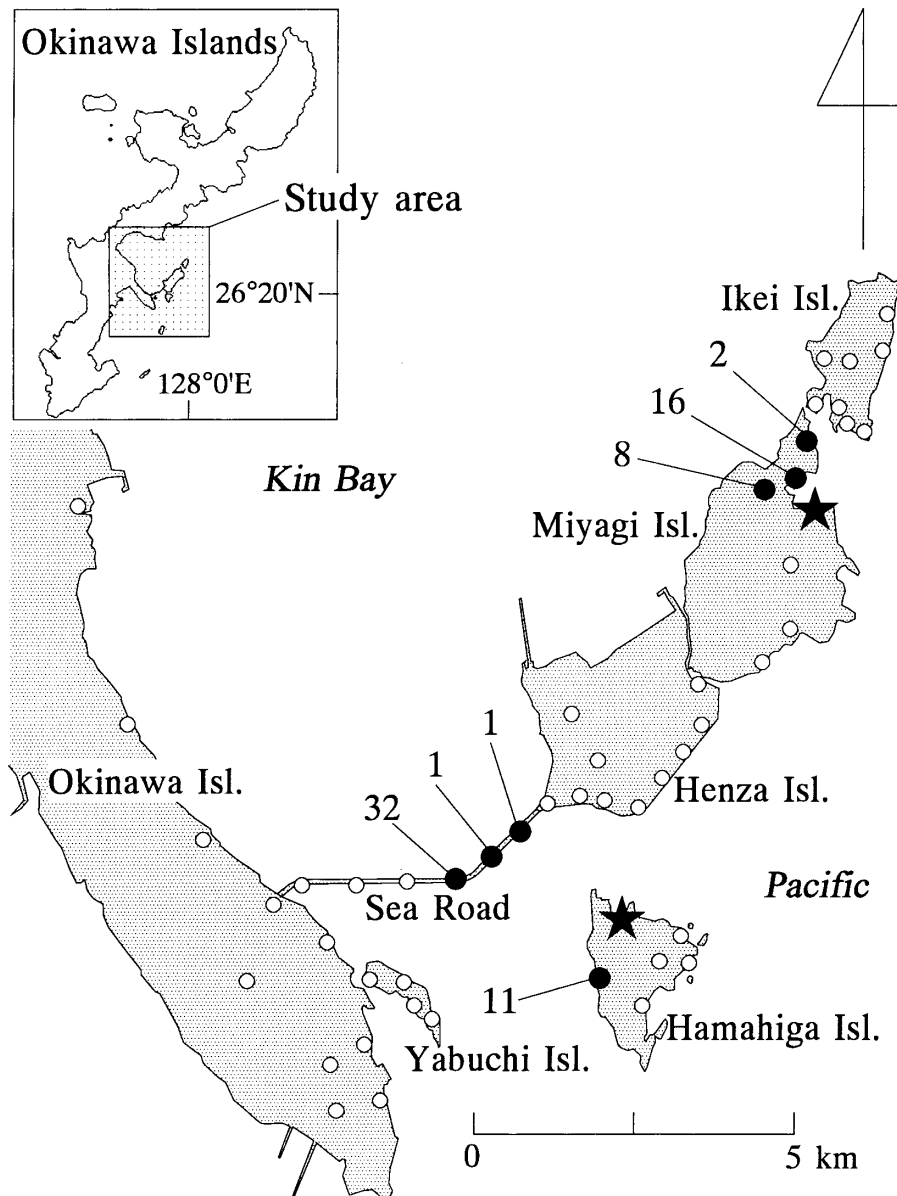 Okinawa Islands
Study area
26°20'N
128°0'E
Ikei Isl.
2
16
8
Kin Bay
Miyagi Isl.
1
1
Okinawa Isl.
32
Henza Isl.
Sea Road
Pacific
11
Hamahiga Isl.
Yabuchi Isl.
0
5 km